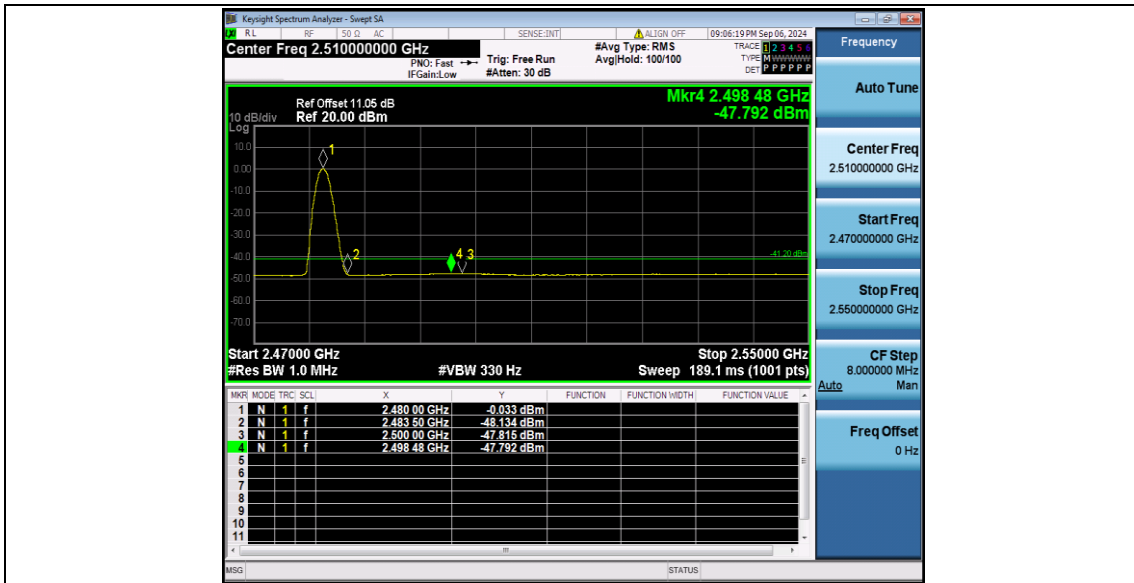 Keysight Spectrum Analyzer - Swept SA
LXI RL RF 50 Ω AC SENSE:INT ALIGN OFF 09:06:19 PM Sep 06, 2024
Center Freq 2.510000000 GHz
PNO: Fast
IFGain:Low
Trig: Free Run
#Atten: 30 dB
#Avg Type: RMS
Avg|Hold: 100/100
TRACE 1 2 3 4 5 6
TYPE M WWWWW
DET P P P P P P
Mkr4 2.498 48 GHz
-47.792 dBm
Ref Offset 11.05 dB
10 dB/div Ref 20.00 dBm
Log
10.0
0.00
-10.0
-20.0
-30.0
-40.0
-50.0
-60.0
-70.0
1
2
4 3
-41.20 dBm
Start 2.47000 GHz Stop 2.55000 GHz
#Res BW 1.0 MHz #VBW 330 Hz Sweep 189.1 ms (1001 pts)
MKR MODE TRC SCL X Y FUNCTION FUNCTION WIDTH FUNCTION VALUE
1 N 1 f 2.480 00 GHz -0.033 dBm
2 N 1 f 2.483 50 GHz -48.134 dBm
3 N 1 f 2.500 00 GHz -47.815 dBm
4 N 1 f 2.498 48 GHz -47.792 dBm
5
6
7
8
9
10
11
MSG STATUS
Frequency
Auto Tune
Center Freq
2.510000000 GHz
Start Freq
2.470000000 GHz
Stop Freq
2.550000000 GHz
CF Step
8.000000 MHz
Auto Man
Freq Offset
0 Hz